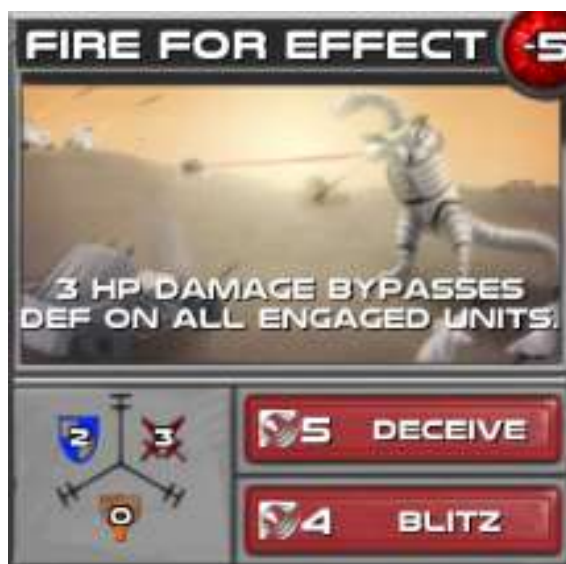 FIRE FOR EFFECT -5
3 HP DAMAGE BYPASSES
DEF ON ALL ENGAGED UNITS.
2 3
0
5 DECEIVE
4 BLITZ